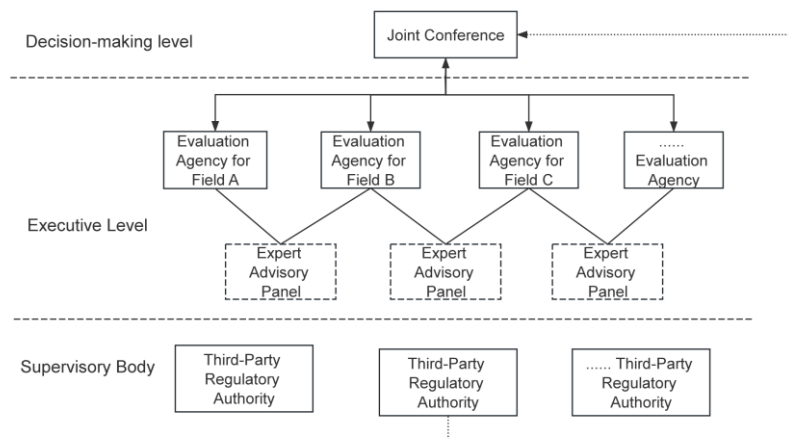 Decision-making level
Joint Conference
Evaluation
Agency for
Field A
Evaluation
Agency for
Field B
Evaluation
Agency for
Field C
......
Evaluation
Agency
Executive Level
Expert
Advisory
Panel
Expert
Advisory
Panel
Expert
Advisory
Panel
Supervisory Body
Third-Party
Regulatory
Authority
Third-Party
Regulatory
Authority
...... Third-Party
Regulatory
Authority